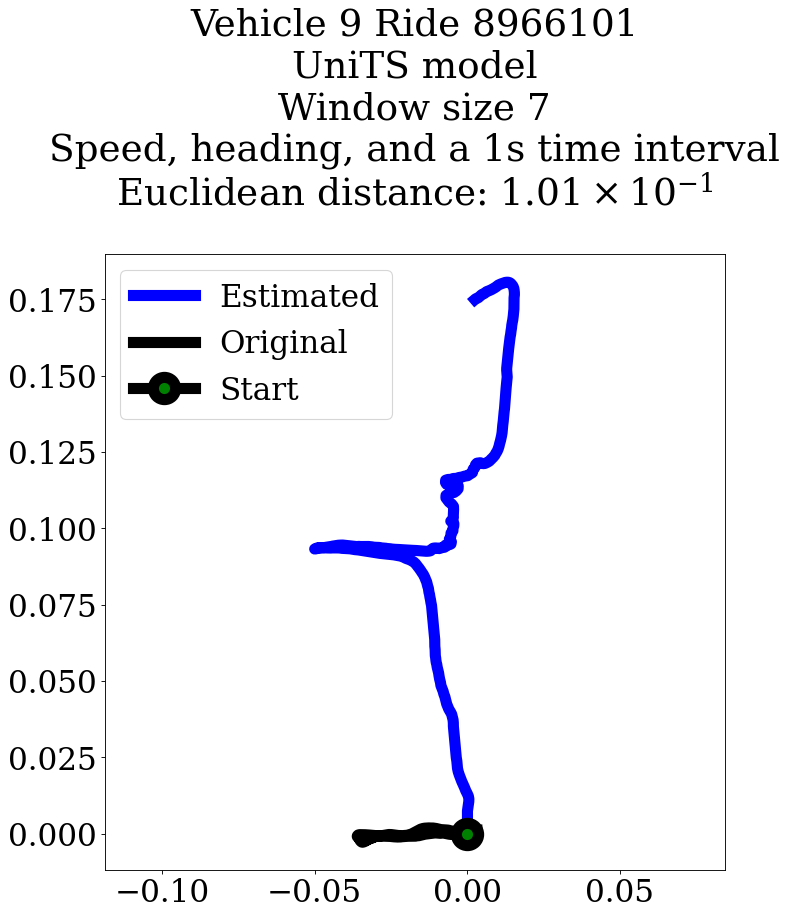 Vehicle 9 Ride 8966101
UniTS model
Window size 7
Speed, heading, and a 1s time interval
Euclidean distance: 1.01 × 10⁻¹
Estimated
Original
Start
0.175
0.150
0.125
0.100
0.075
0.050
0.025
0.000
−0.10
−0.05
0.00
0.05